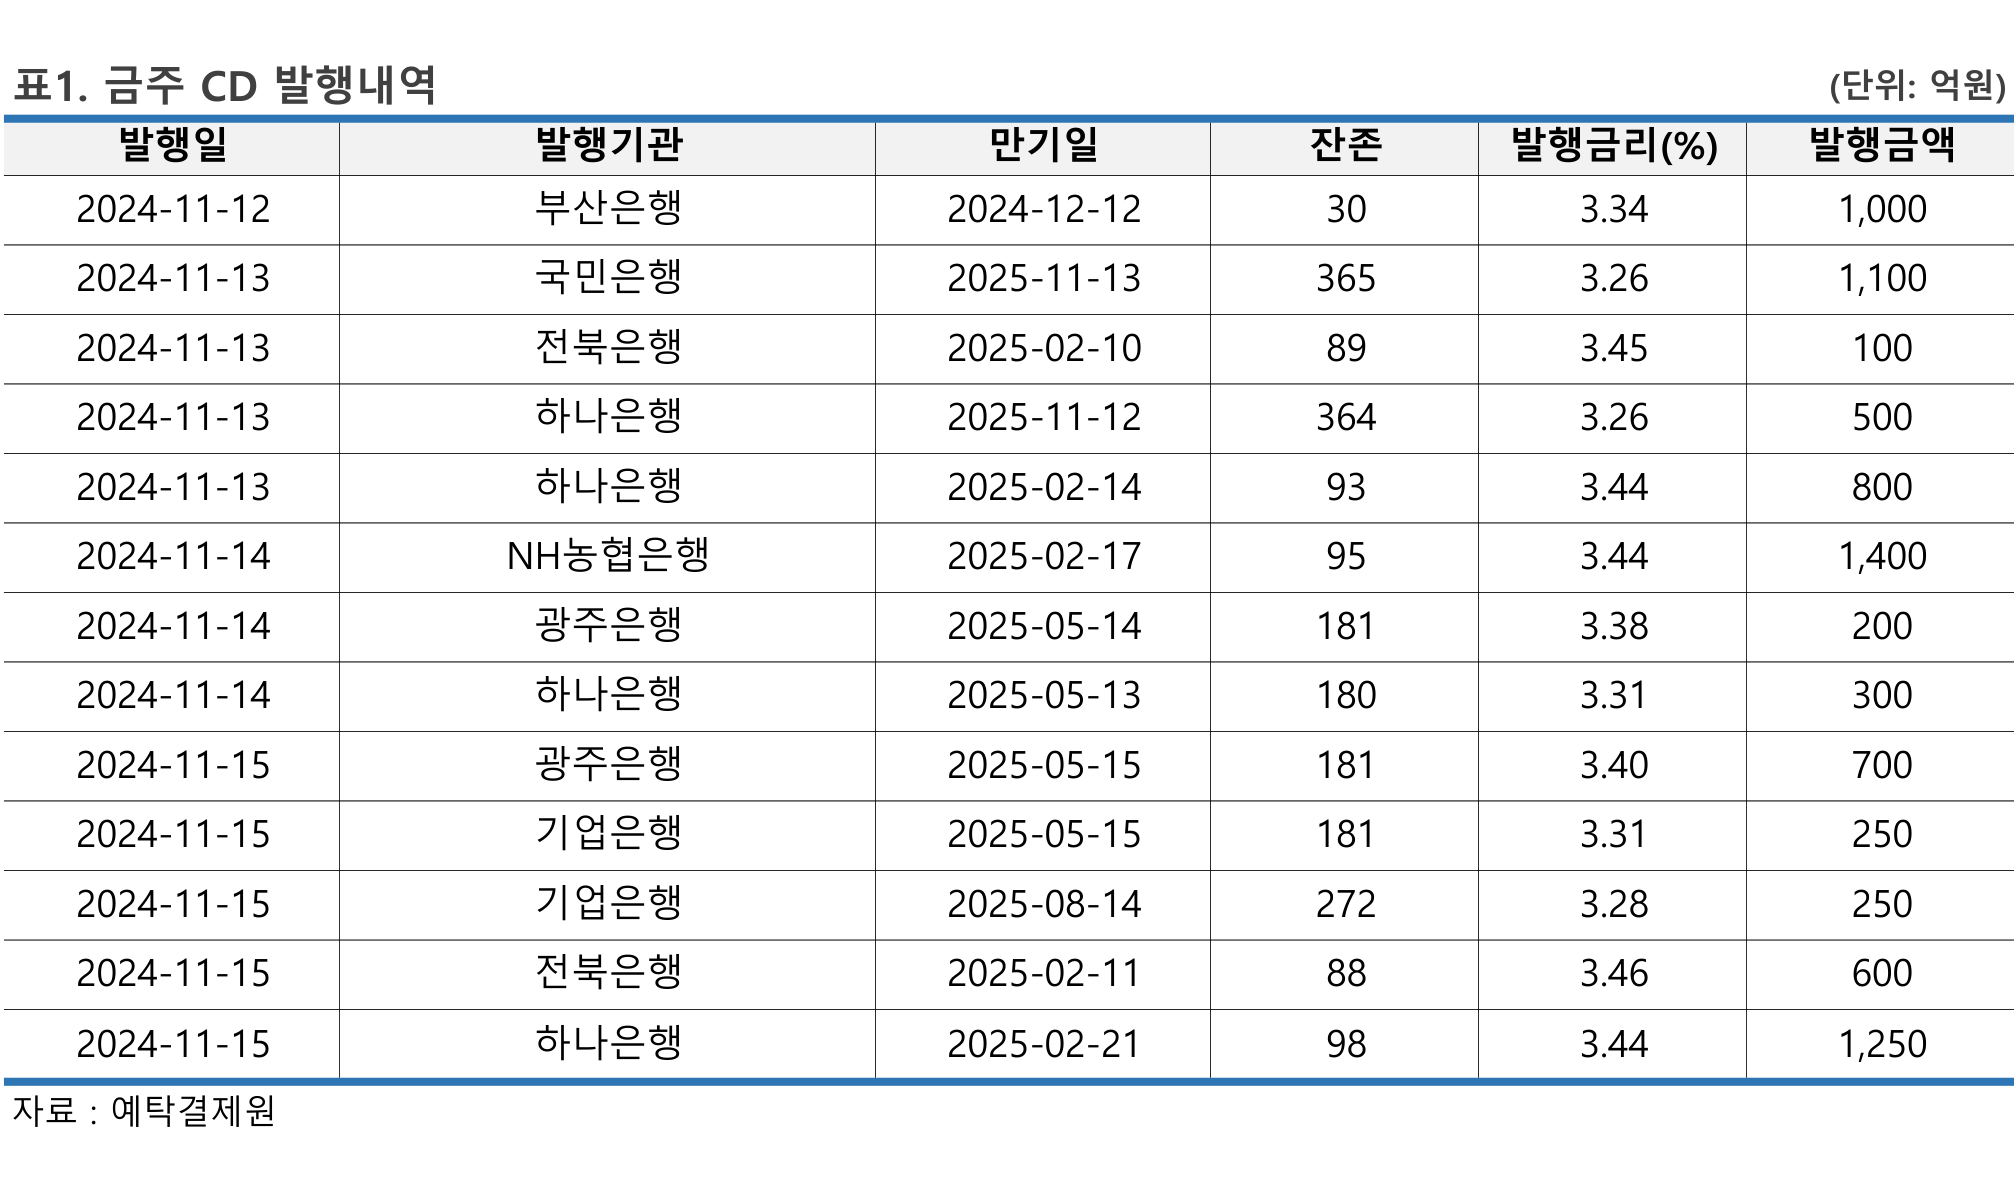 표1. 금주 CD 발행내역 (단위: 억원)
발행일 발행기관 만기일 잔존 발행금리(%) 발행금액
2024-11-12 부산은행 2024-12-12 30 3.34 1,000
2024-11-13 국민은행 2025-11-13 365 3.26 1,100
2024-11-13 전북은행 2025-02-10 89 3.45 100
2024-11-13 하나은행 2025-11-12 364 3.26 500
2024-11-13 하나은행 2025-02-14 93 3.44 800
2024-11-14 NH농협은행 2025-02-17 95 3.44 1,400
2024-11-14 광주은행 2025-05-14 181 3.38 200
2024-11-14 하나은행 2025-05-13 180 3.31 300
2024-11-15 광주은행 2025-05-15 181 3.40 700
2024-11-15 기업은행 2025-05-15 181 3.31 250
2024-11-15 기업은행 2025-08-14 272 3.28 250
2024-11-15 전북은행 2025-02-11 88 3.46 600
2024-11-15 하나은행 2025-02-21 98 3.44 1,250
자료 : 예탁결제원